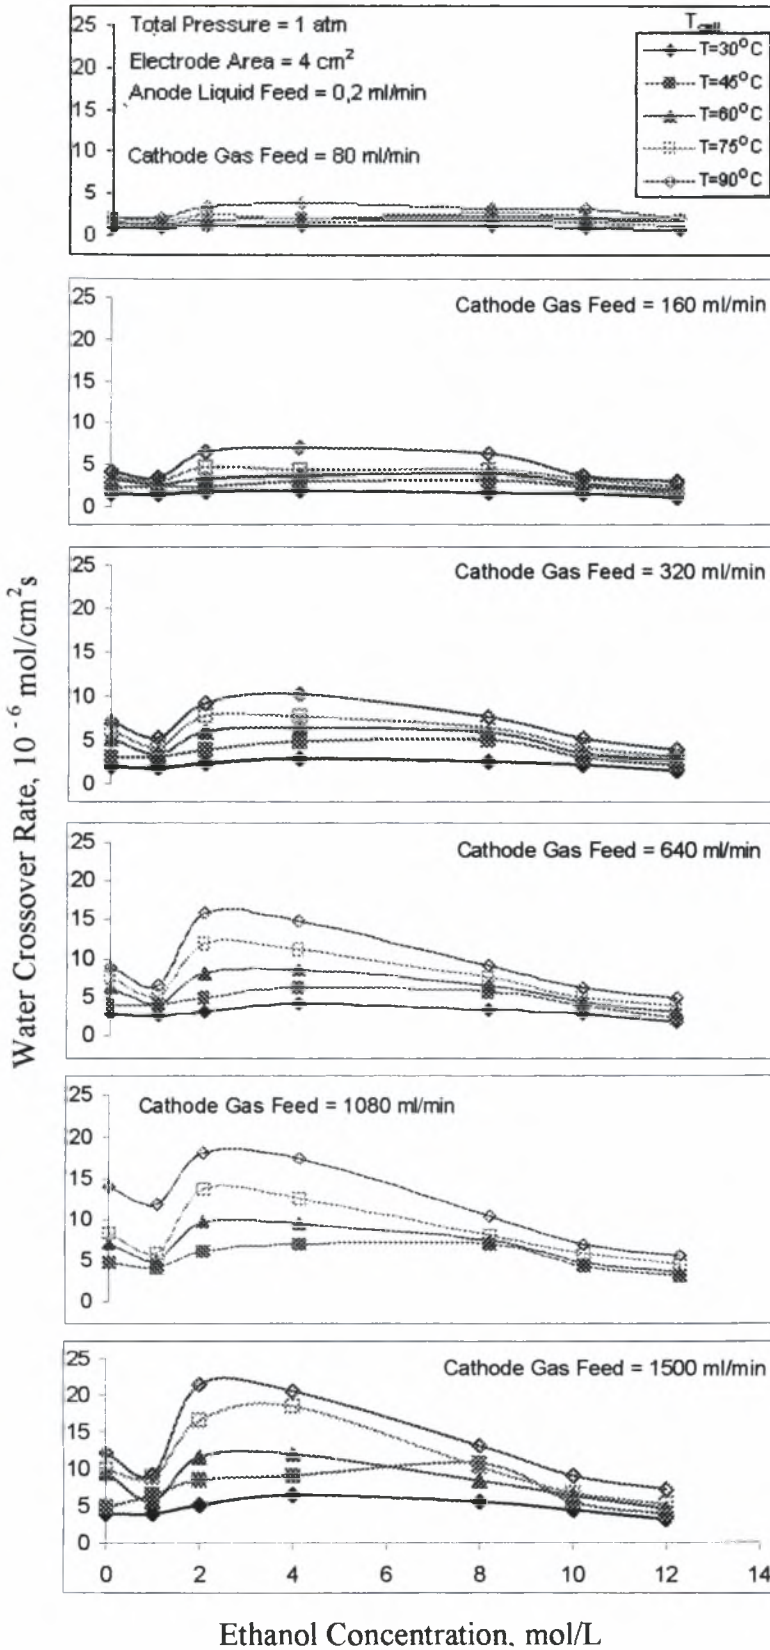 Total Pressure = 1 atm
Electrode Area = 4 cm²
Anode Liquid Feed = 0,2 ml/min
Cathode Gas Feed = 80 ml/min
T_cell
T=30°C
T=45°C
T=60°C
T=75°C
T=90°C
25
20
15
10
5
0
Cathode Gas Feed = 160 ml/min
25
20
15
10
5
0
Cathode Gas Feed = 320 ml/min
25
20
15
10
5
0
Water Crossover Rate, 10⁻⁶ mol/cm²s
Cathode Gas Feed = 640 ml/min
25
20
15
10
5
0
Cathode Gas Feed = 1080 ml/min
25
20
15
10
5
0
Cathode Gas Feed = 1500 ml/min
25
20
15
10
5
0
0 2 4 6 8 10 12 14
Ethanol Concentration, mol/L